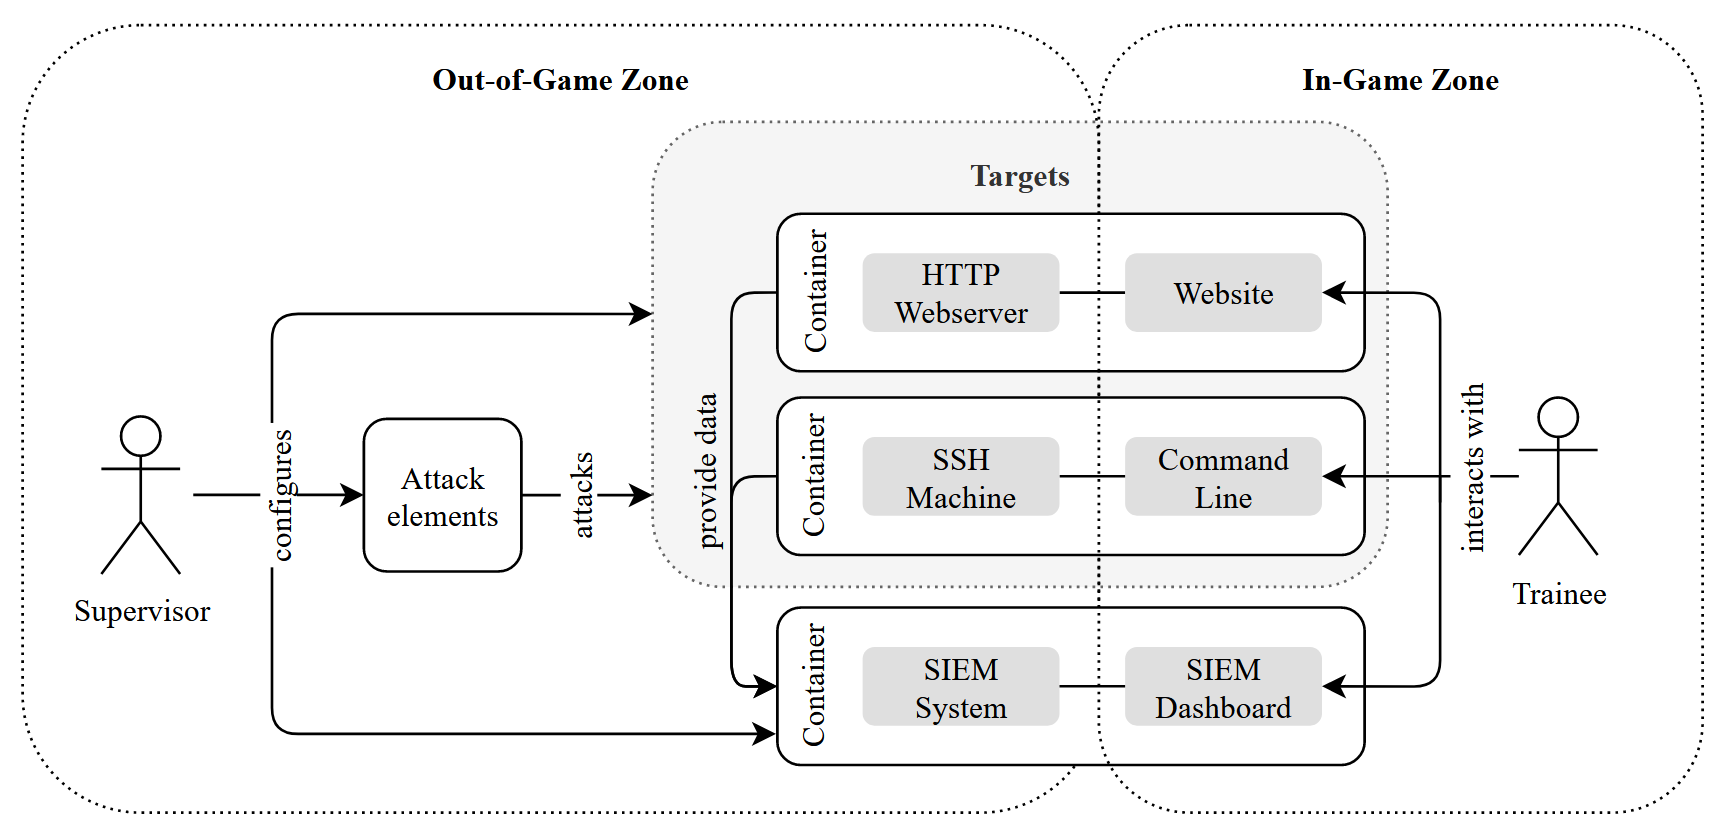 Out-of-Game Zone
In-Game Zone
Targets
Container
HTTP
Webserver
Website
configures
Attack
elements
attacks
provide data
Container
SSH
Machine
Command
Line
interacts with
Supervisor
Trainee
Container
SIEM
System
SIEM
Dashboard